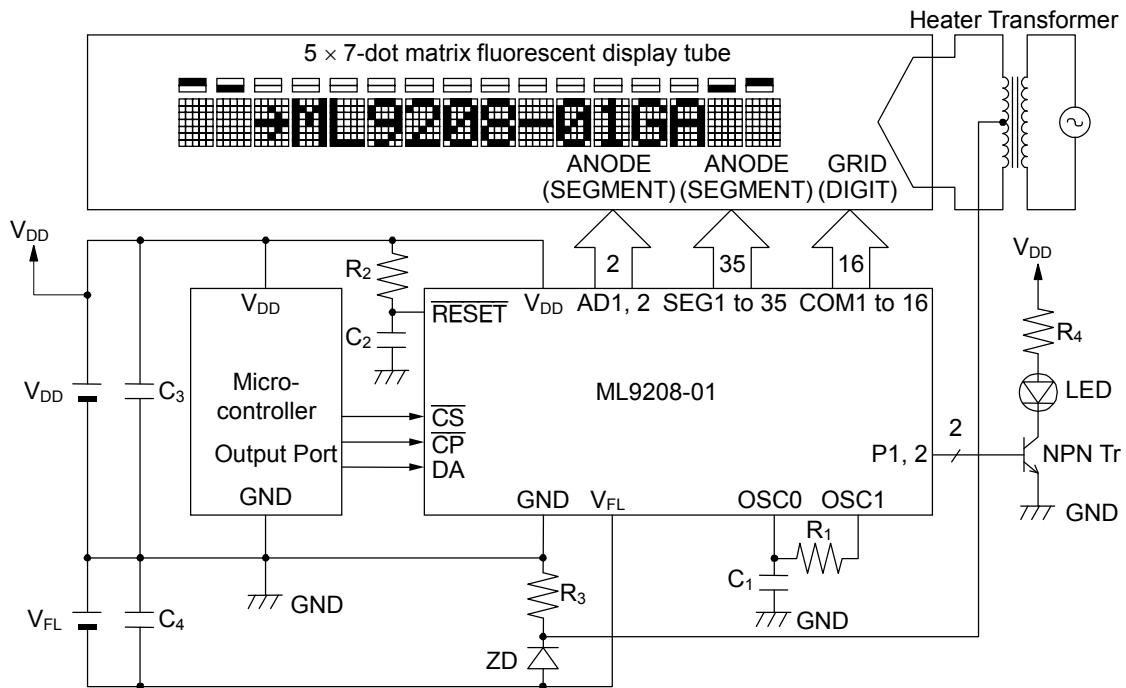 Heater Transformer
5 × 7-dot matrix fluorescent display tube
→ML9208-01GA
ANODE (SEGMENT)
ANODE (SEGMENT)
GRID (DIGIT)
2
35
16
VDD
VDD
R2
RESET
C2
VDD
AD1, 2
SEG1 to 35
COM1 to 16
VDD
R4
LED
NPN Tr
GND
VDD
C3
Micro-
controller
Output Port
GND
CS
CP
DA
ML9208-01
P1, 2
2
GND
VFL
OSC0
OSC1
R1
C1
GND
GND
VFL
C4
R3
ZD